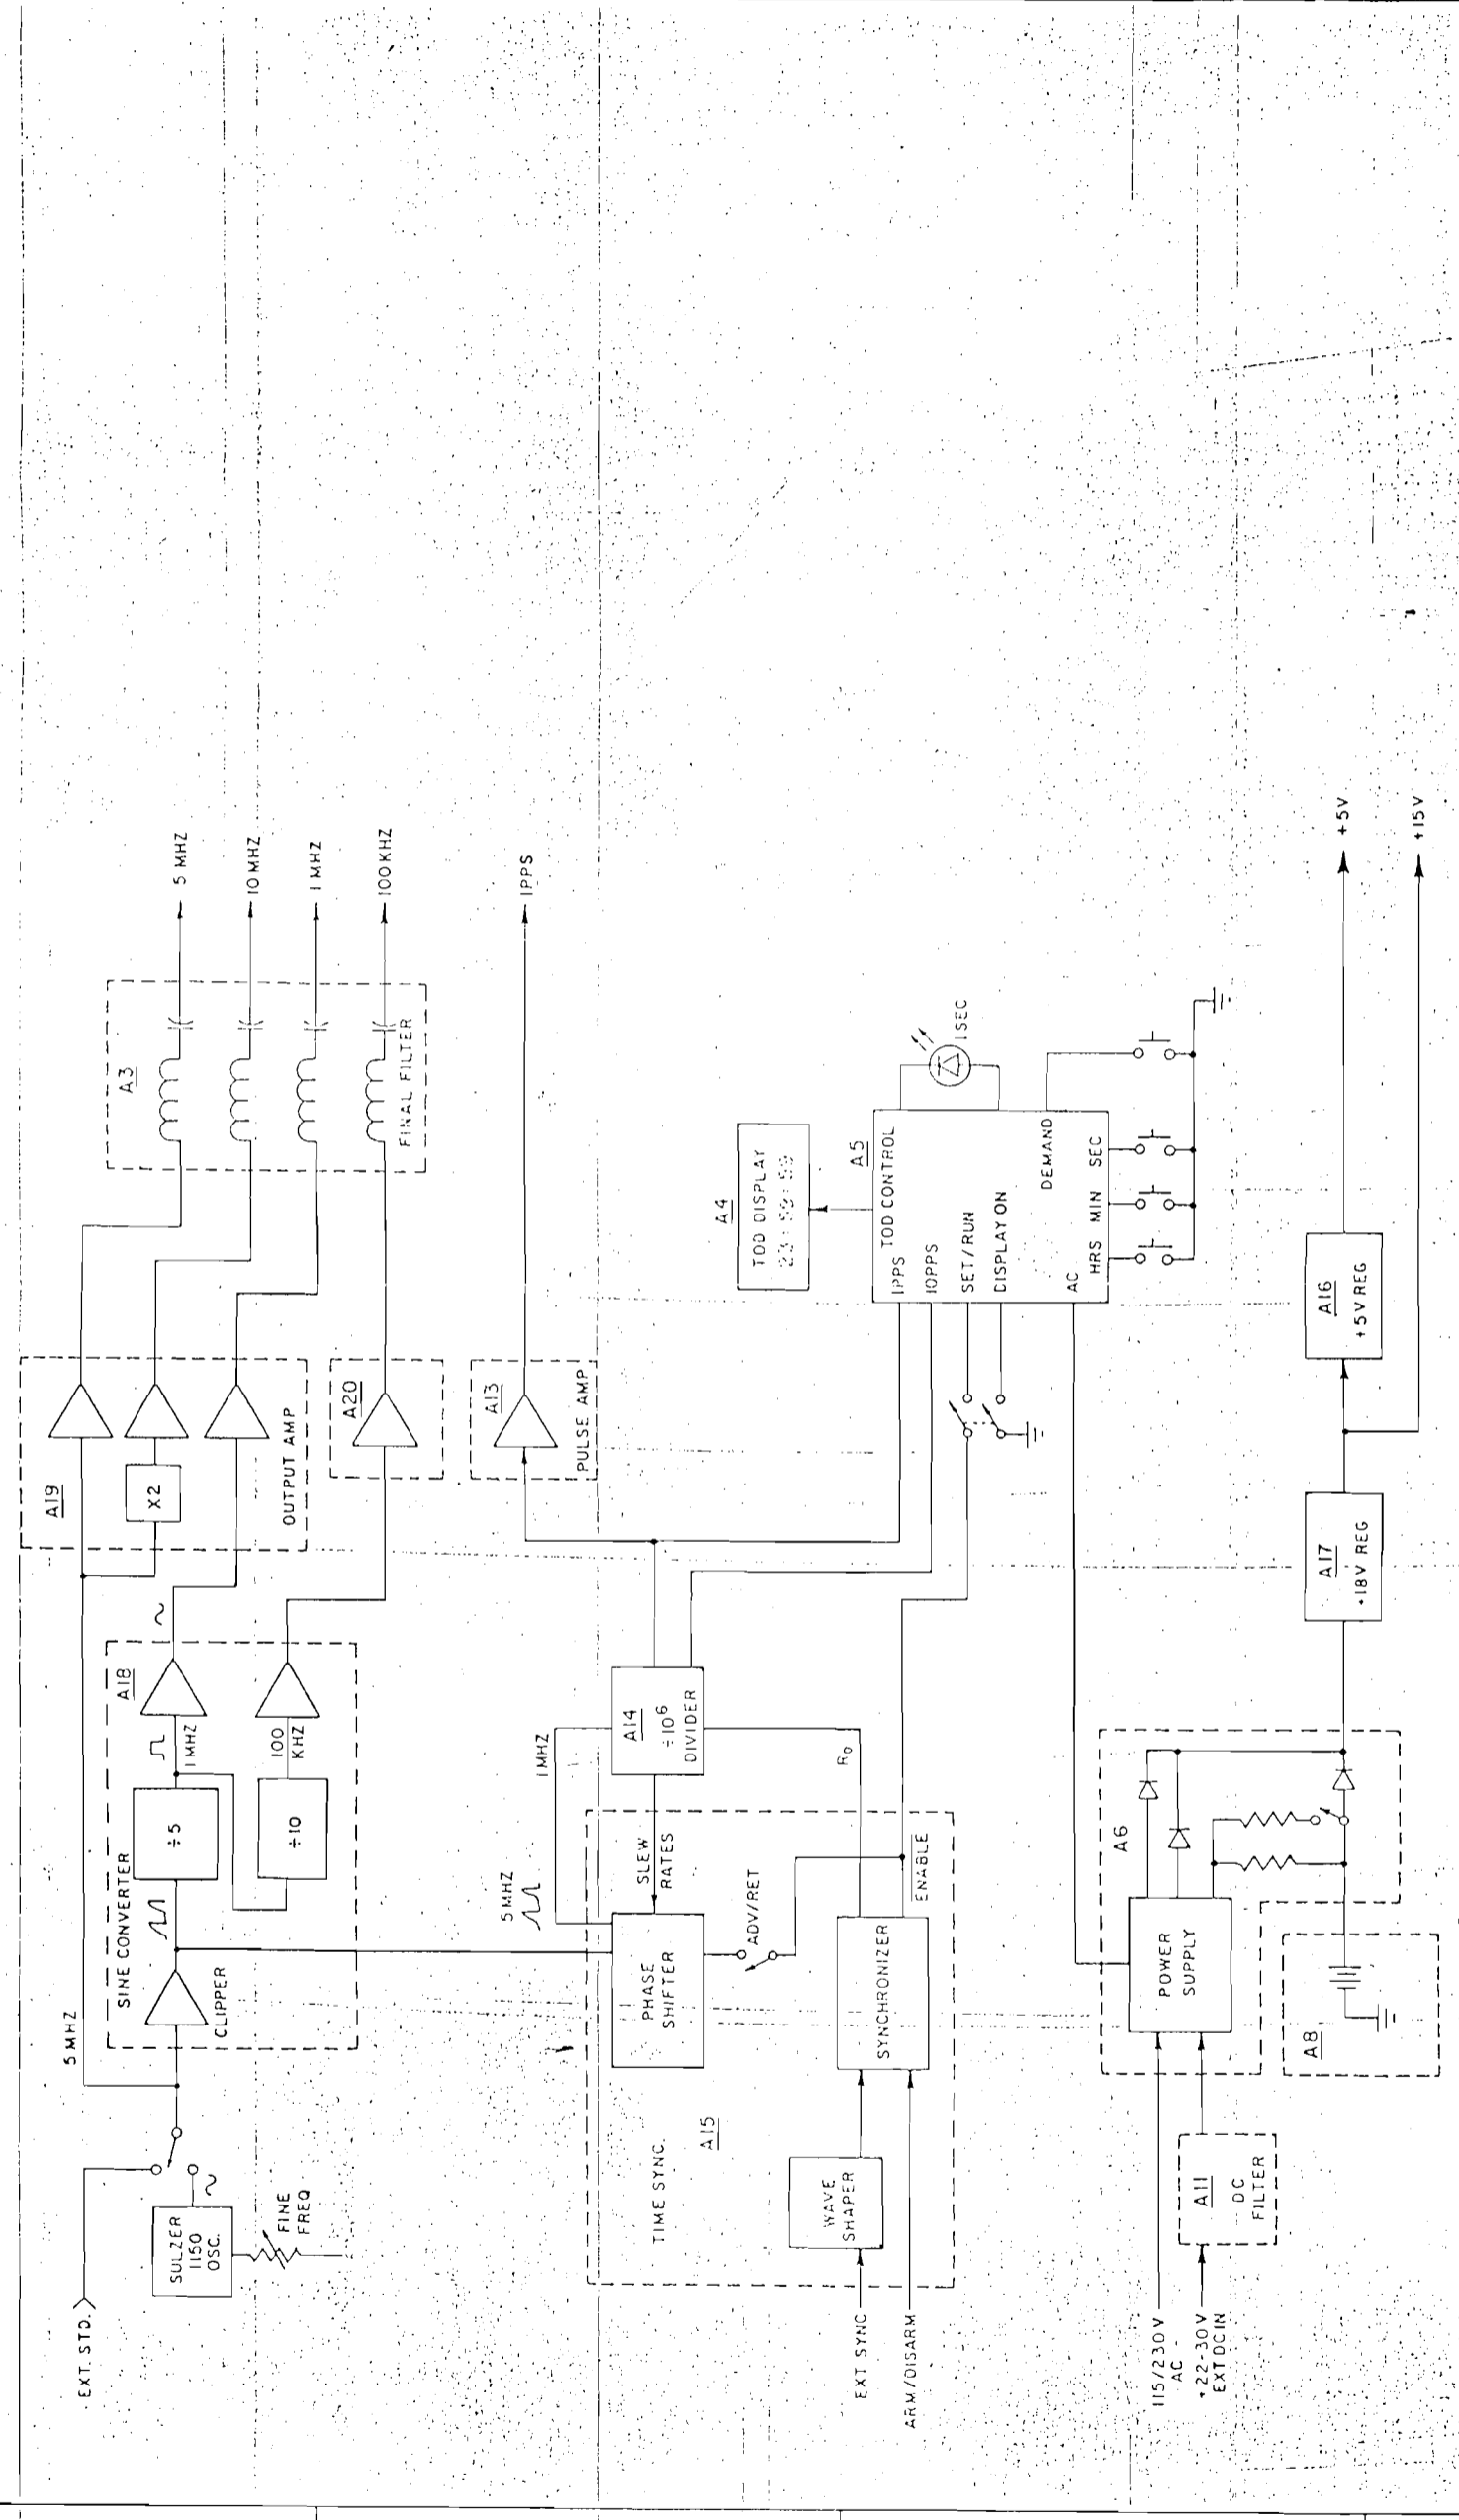 EXT. STD.
SULZER
1150
OSC.
FINE
FREQ
5 MHZ
SINE CONVERTER
CLIPPER
÷5
1 MHZ
A18
÷10
100
KHZ
A19
X2
OUTPUT AMP
A20
A13
PULSE AMP
A3
FINAL FILTER
5 MHZ
10 MHZ
1 MHZ
100 KHZ
1PPS
5 MHZ
1 MHZ
TIME SYNC.
A15
PHASE
SHIFTER
SLEW
RATES
A14
÷10⁶
DIVIDER
ADV/RET
R₀
EXT SYNC
WAVE
SHAPER
SYNCHRONIZER
ENABLE
ARM/DISARM
A4
TOD DISPLAY
23:59:59
A5
1PPS
TOD CONTROL
10PPS
SET/RUN
DISPLAY ON
DEMAND
AC
HRS MIN SEC
1 SEC
115/230V
AC
+22-30V
EXT DC IN
A11
DC
FILTER
A6
POWER
SUPPLY
A8
A17
+18V REG
A16
+5V REG
+5V
+15V